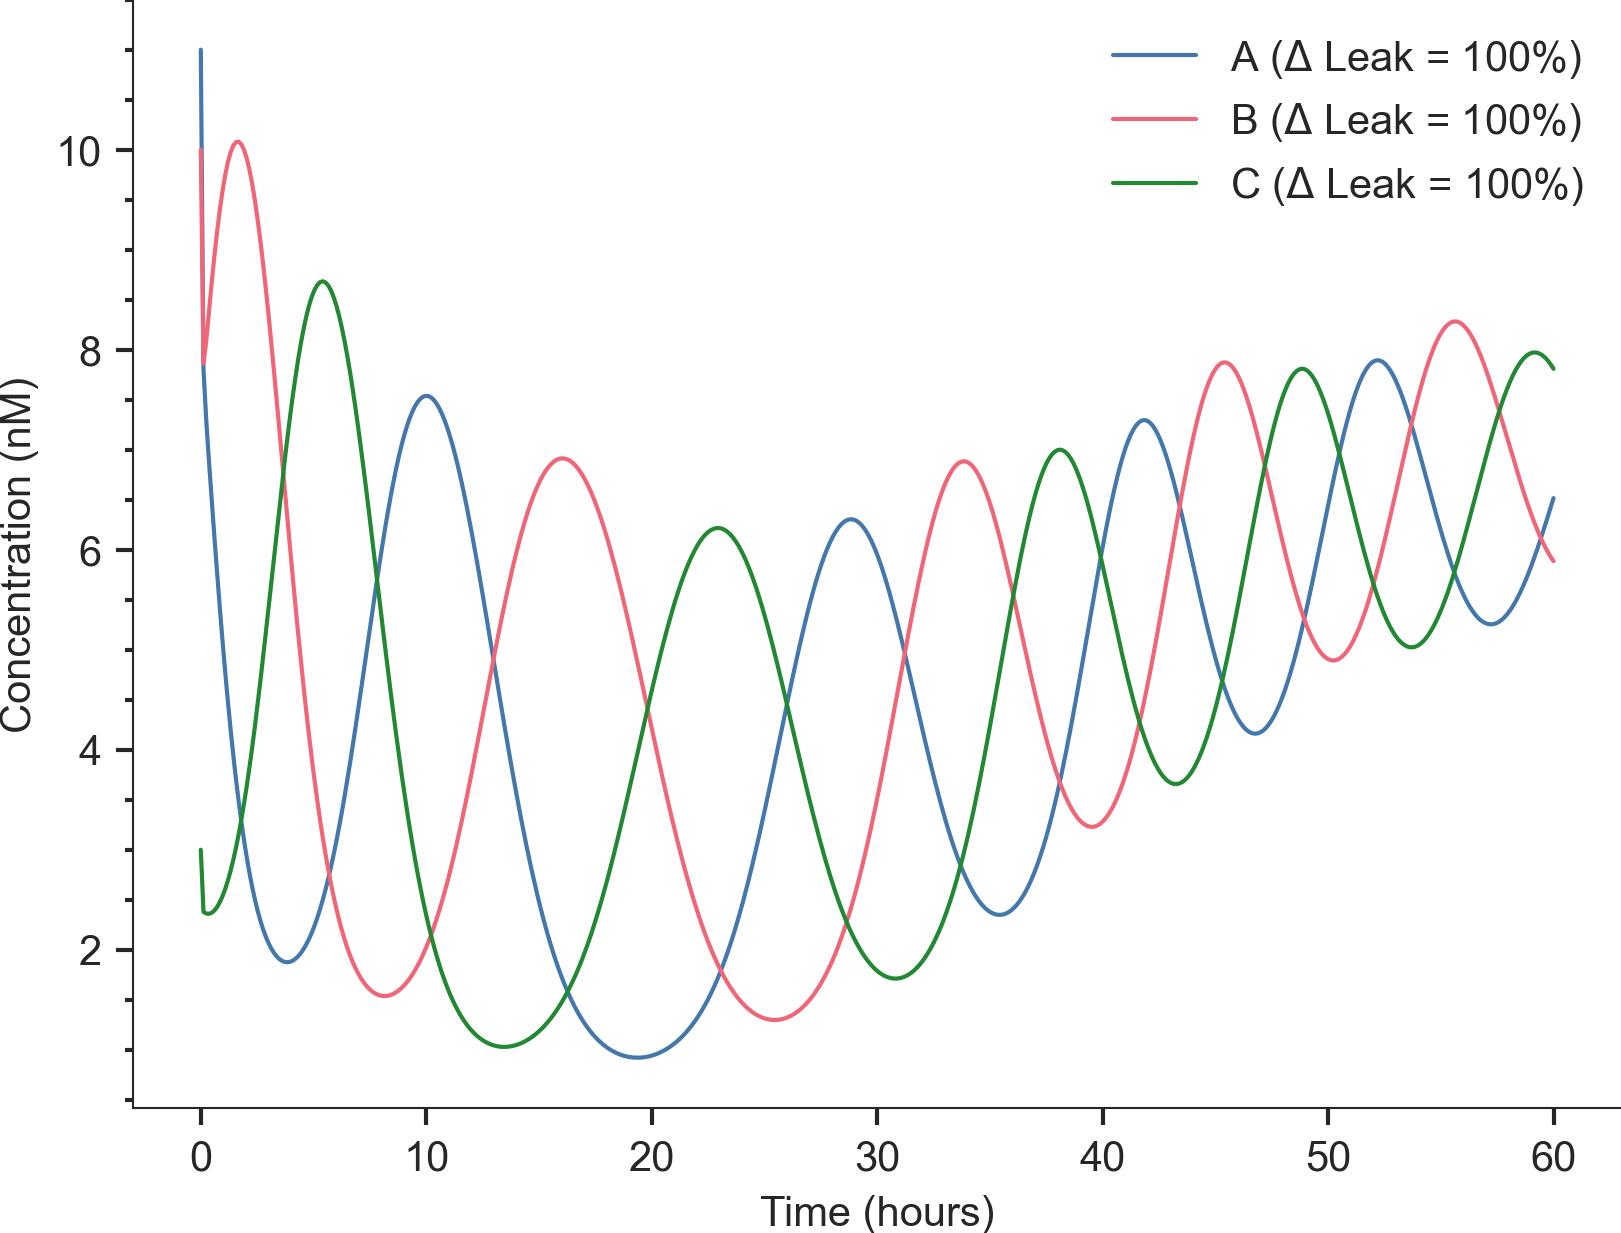 A (Δ Leak = 100%)
B (Δ Leak = 100%)
C (Δ Leak = 100%)
Concentration (nM)
10
8
6
4
2
0 10 20 30 40 50 60
Time (hours)